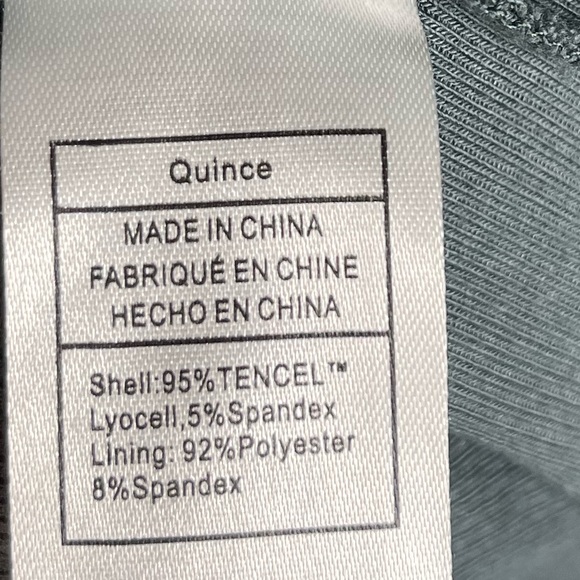 Quince
MADE IN CHINA
FABRIQUÉ EN CHINE
HECHO EN CHINA
Shell:95%TENCEL™
Lyocell,5%Spandex
Lining: 92%Polyester
8%Spandex